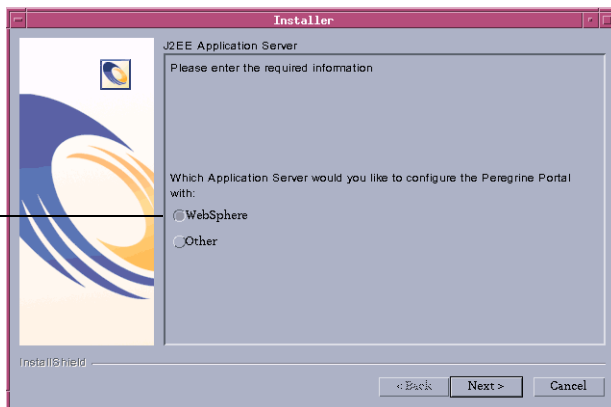 Installer
J2EE Application Server
Please enter the required information
Which Application Server would you like to configure the Peregrine Portal
with:
WebSphere
Other
InstallShield
< Back
Next >
Cancel